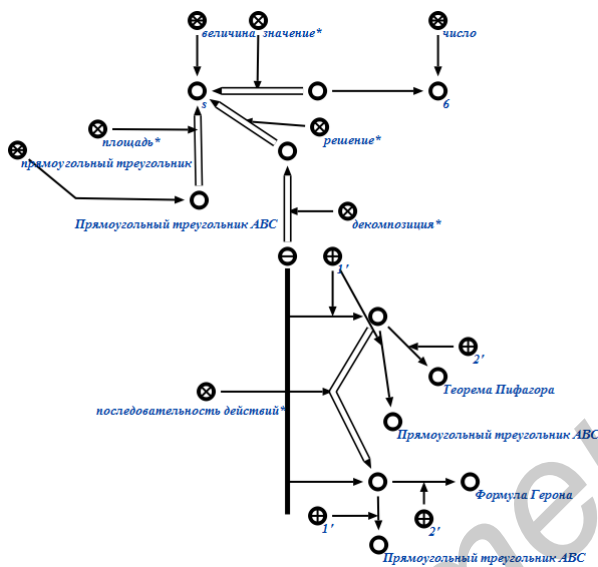 величина
значение*
число
s
6
площадь*
решение*
прямоугольный треугольник
Прямоугольный треугольник ABC
декомпозиция*
1'
2'
Теорема Пифагора
последовательность действий*
Прямоугольный треугольник ABC
Формула Герона
1'
2'
Прямоугольный треугольник ABC